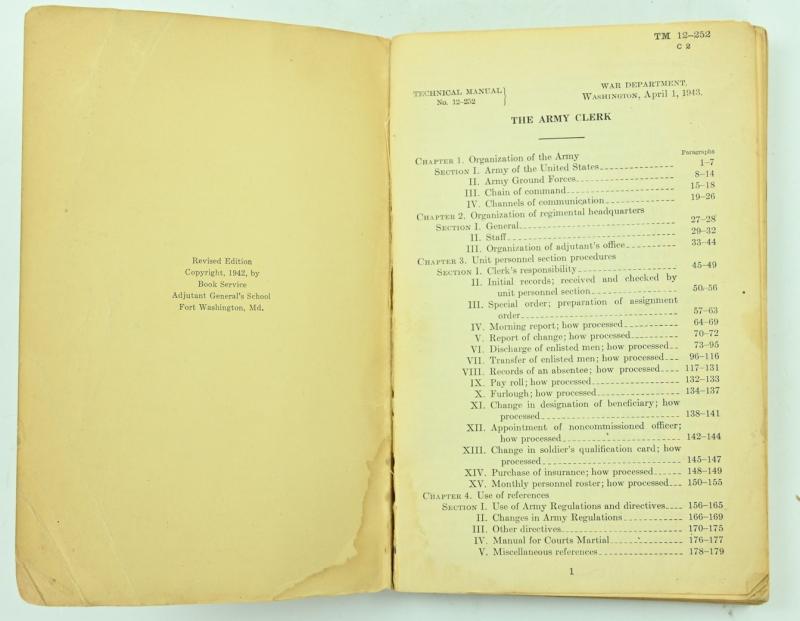 Revised Edition
Copyright, 1942, by
Book Service
Adjutant General's School
Fort Washington, Md.
TM 12-252
C 2
TECHNICAL MANUAL
No. 12-252
WAR DEPARTMENT,
WASHINGTON, April 1, 1943.
THE ARMY CLERK
Paragraphs
CHAPTER 1. Organization of the Army
SECTION I. Army of the United States 1-7
II. Army Ground Forces 8-14
III. Chain of command 15-18
IV. Channels of communication 19-26
CHAPTER 2. Organization of regimental headquarters
SECTION I. General 27-28
II. Staff 29-32
III. Organization of adjutant's office 33-44
CHAPTER 3. Unit personnel section procedures
SECTION I. Clerk's responsibility 45-49
II. Initial records; received and checked by
unit personnel section 50-56
III. Special order; preparation of assignment
order 57-63
IV. Morning report; how processed 64-69
V. Report of change; how processed 70-72
VI. Discharge of enlisted men; how processed 73-95
VII. Transfer of enlisted men; how processed 96-116
VIII. Records of an absentee; how processed 117-131
IX. Pay roll; how processed 132-133
X. Furlough; how processed 134-137
XI. Change in designation of beneficiary; how
processed 138-141
XII. Appointment of noncommissioned officer;
how processed 142-144
XIII. Change in soldier's qualification card; how
processed 145-147
XIV. Purchase of insurance; how processed 148-149
XV. Monthly personnel roster; how processed 150-155
CHAPTER 4. Use of references
SECTION I. Use of Army Regulations and directives 156-165
II. Changes in Army Regulations 166-169
III. Other directives 170-175
IV. Manual for Courts Martial 176-177
V. Miscellaneous references 178-179
1